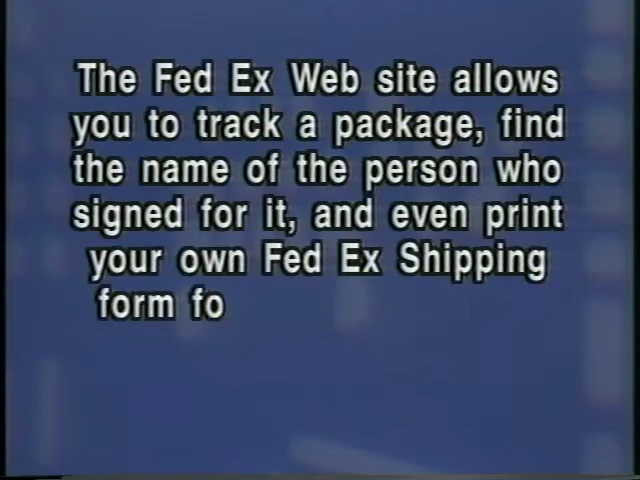 The Fed Ex Web site allows
you to track a package, find
the name of the person who
signed for it, and even print
your own Fed Ex Shipping
form fo